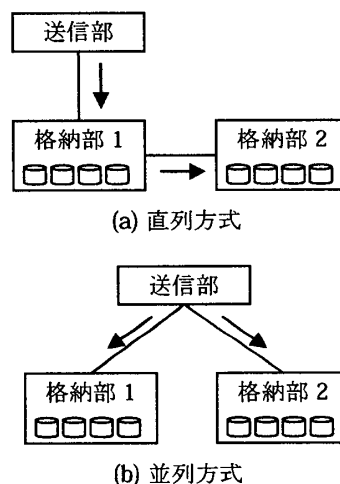 送信部
格納部 1
格納部 2
(a) 直列方式
送信部
格納部 1
格納部 2
(b) 並列方式